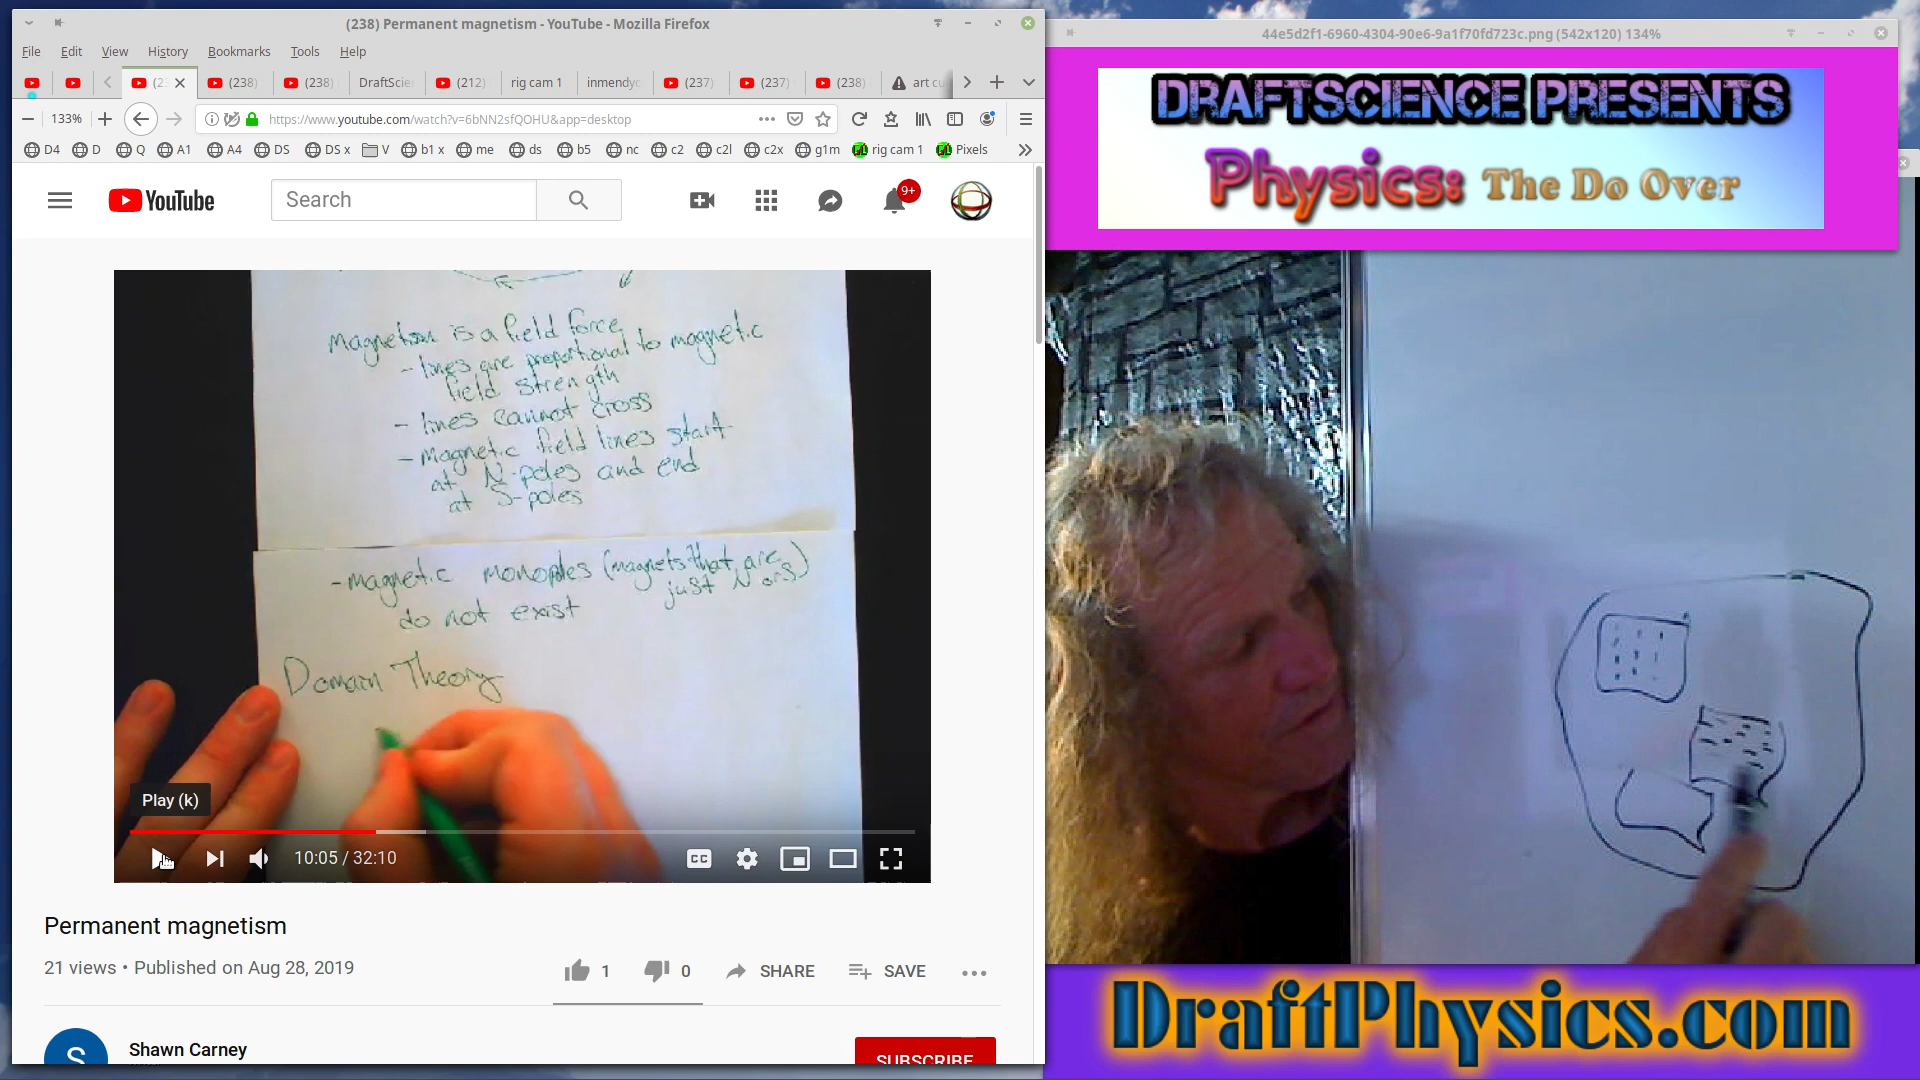 (238) Permanent magnetism - YouTube - Mozilla Firefox
File Edit View History Bookmarks Tools Help
(238) (238) DraftScie (212) rig cam 1 inmendyc (237) (237) (238) art cu
133% https://www.youtube.com/watch?v=6bNN2sfQOHU&app=desktop
D4 D Q A1 A4 DS DS x V b1 x me ds b5 nc c2 c2l c2x g1m rig cam 1 Pixels
YouTube
Search
9+
magnetism is a field force
- lines are proportional to magnetic
field strength
- lines cannot cross
- magnetic field lines start
at N-poles and end
at S-poles
- magnetic monoples (magnets that are
just N or S)
do not exist
Domain Theory
Play (k)
10:05 / 32:10
CC
Permanent magnetism
21 views • Published on Aug 28, 2019
1 0 SHARE SAVE
S
Shawn Carney
SUBSCRIBE
44e5d2f1-6960-4304-90e6-9a1f70fd723c.png (542x120) 134%
DRAFTSCIENCE PRESENTS
Physics: The Do Over
DraftPhysics.com